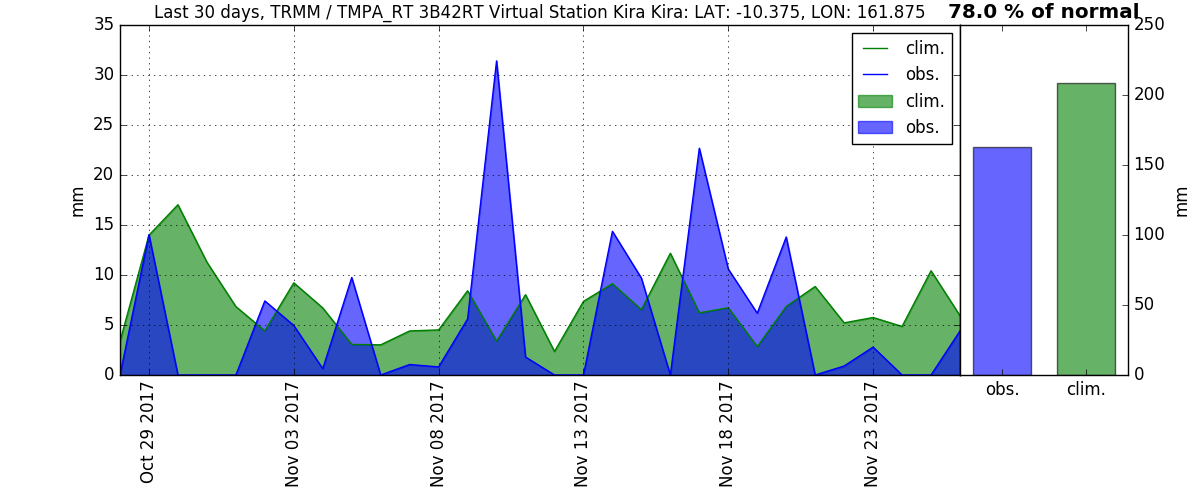 Last 30 days, TRMM / TMPA_RT 3B42RT Virtual Station Kira Kira: LAT: -10.375, LON: 161.875
78.0 % of normal
35
30
25
20
15
10
5
0
mm
clim.
obs.
clim.
obs.
250
200
150
100
50
0
mm
obs.
clim.
Oct 29 2017
Nov 03 2017
Nov 08 2017
Nov 13 2017
Nov 18 2017
Nov 23 2017